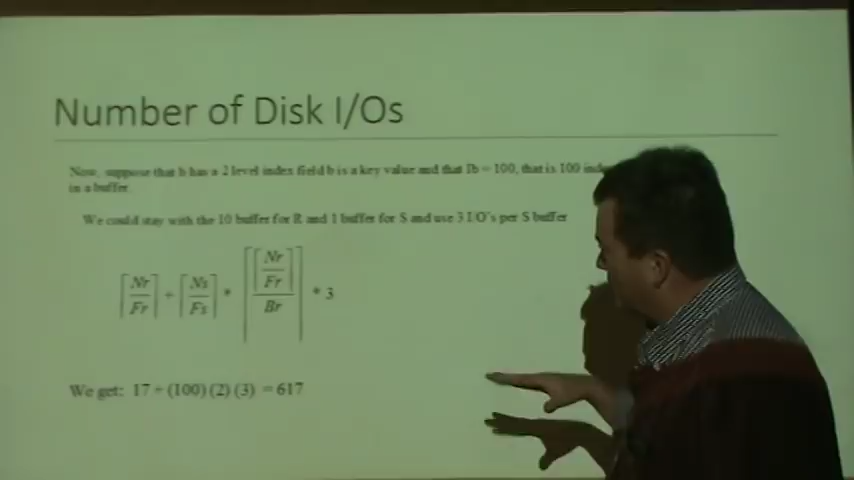 Number of Disk I/Os
Now, suppose that b has a 2 level index field b is a key value and that Ib = 100, that is 100
in a buffer.
We could stay with the 10 buffer for R and 1 buffer for S and use 3 I/O's per S buffer
⌈Nr/Fr⌉ + ⌈Ns/Fs⌉ * ⌈⌈Nr/Fr⌉/Br⌉ * 3
We get: 17 + (100) (2) (3) = 617